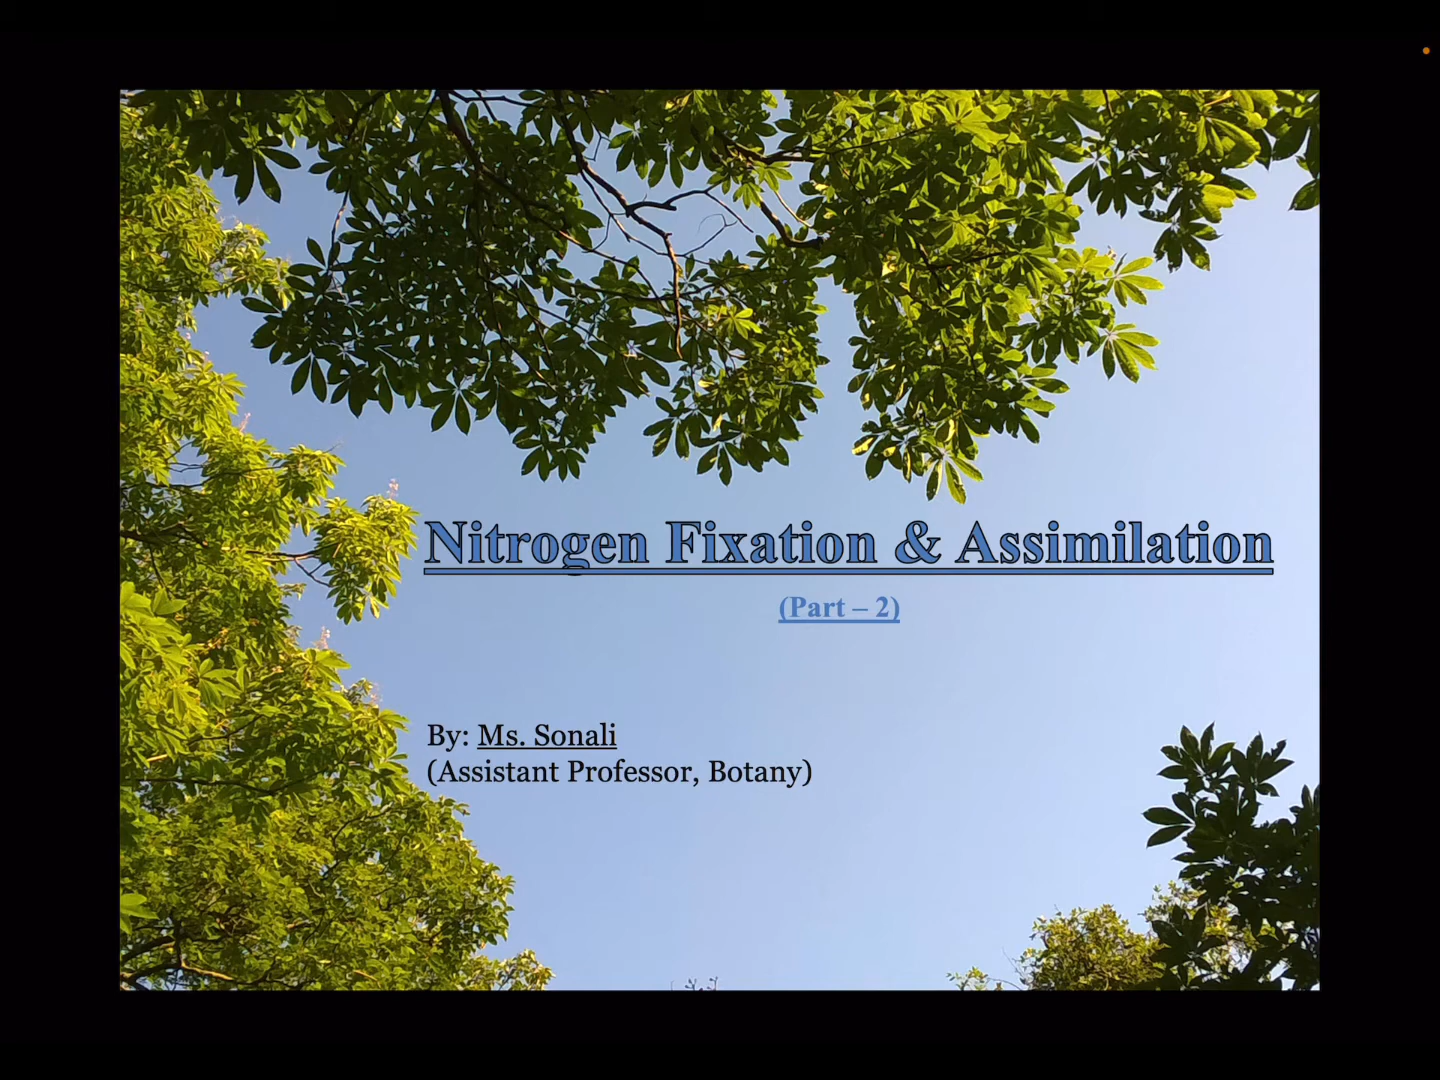 Nitrogen Fixation & Assimilation
(Part – 2)
By: Ms. Sonali
(Assistant Professor, Botany)